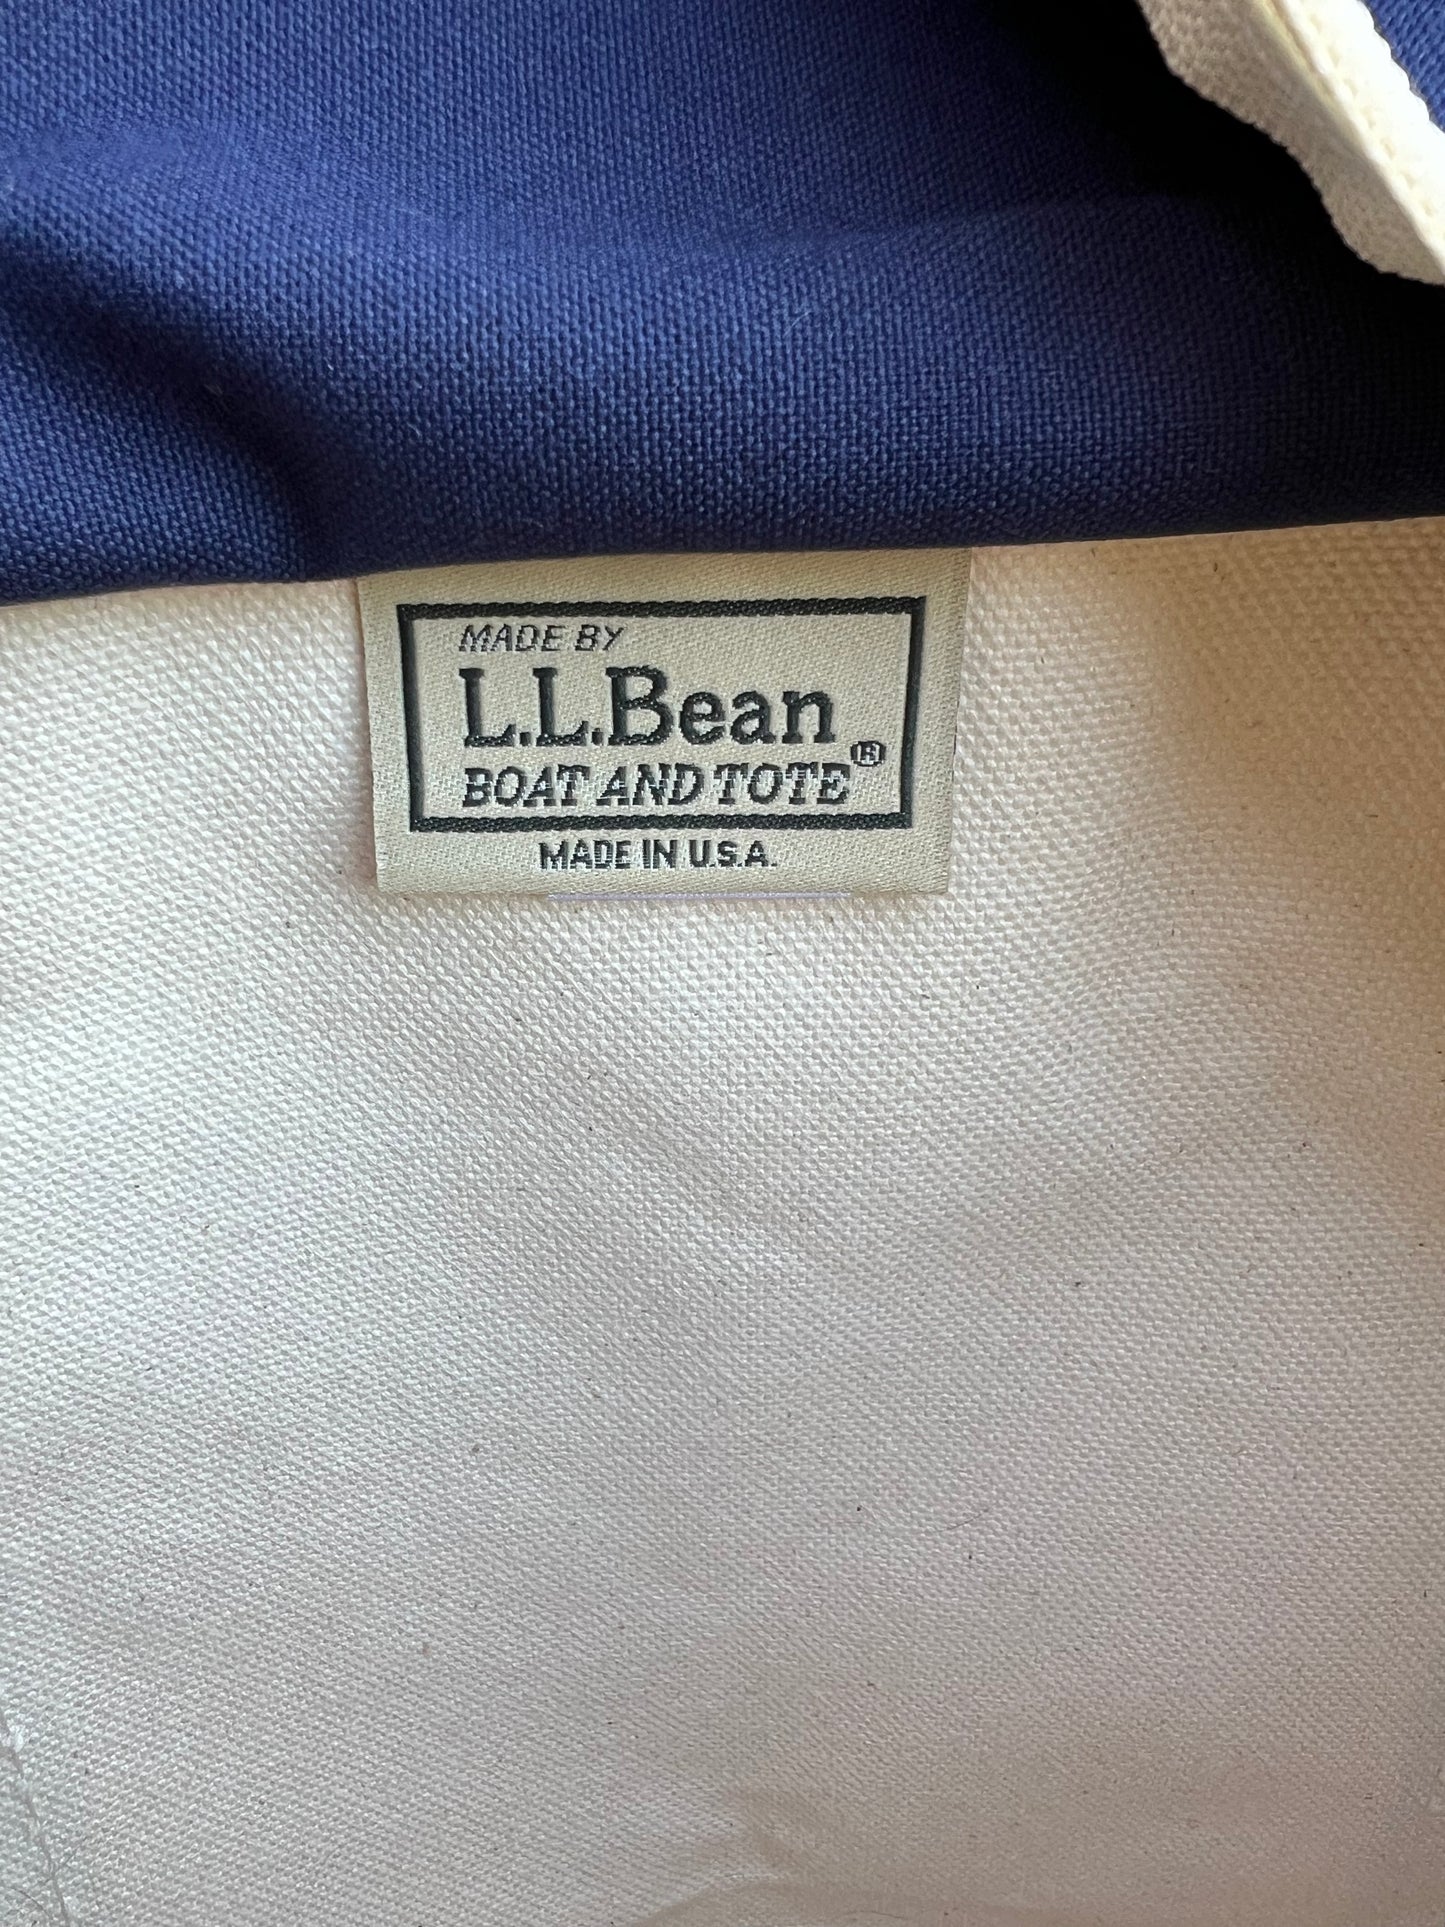 MADE BY
L.L.Bean
BOAT AND TOTE®
MADE IN U.S.A.